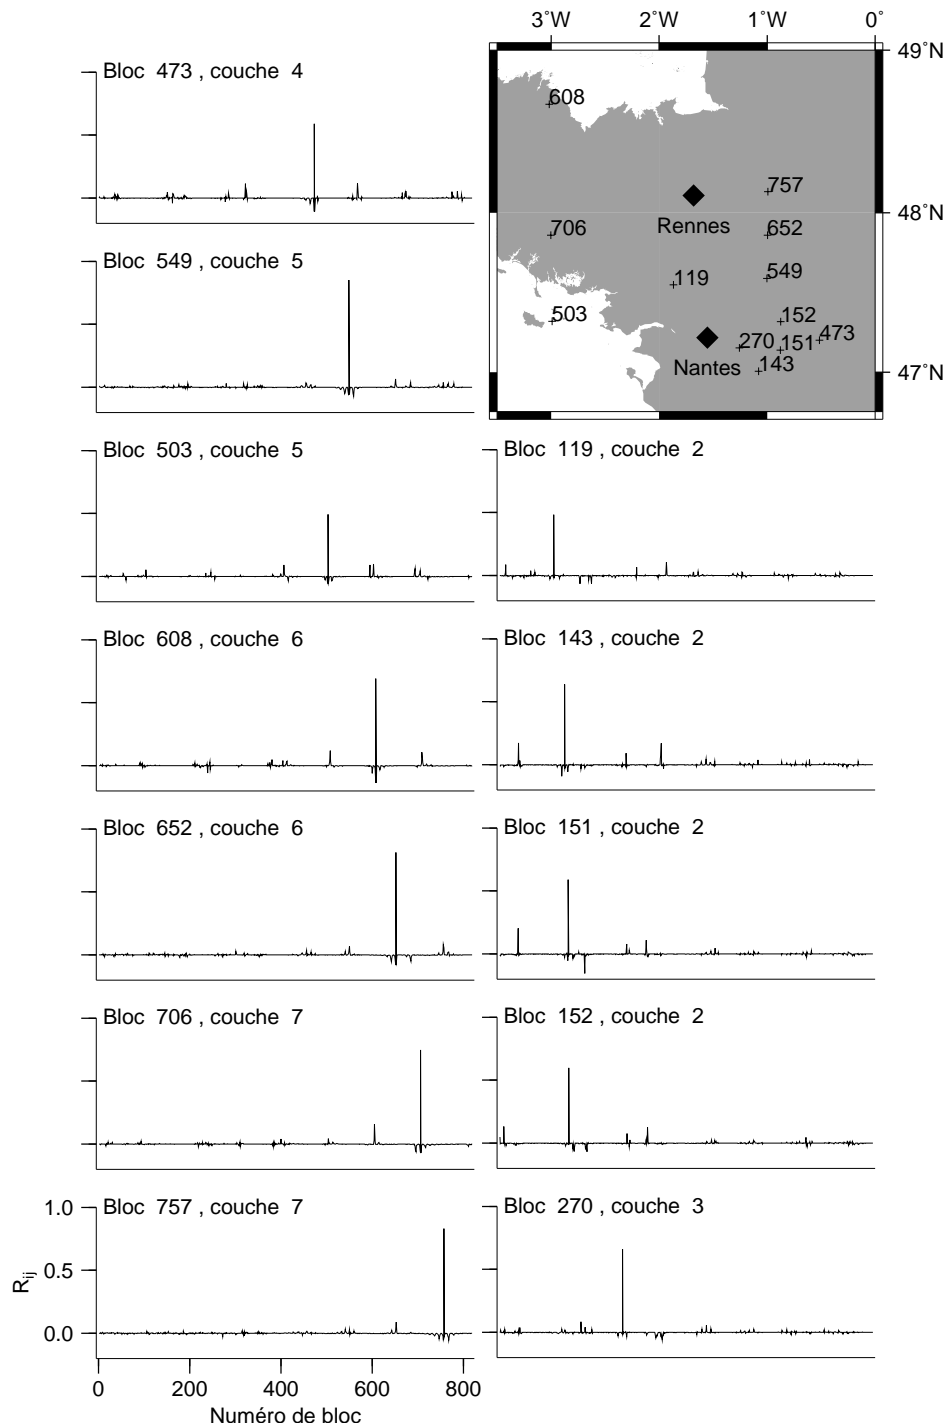 3˚W 2˚W 1˚W 0˚
49˚N
Bloc 473 , couche 4
608
757
48˚N
Rennes
706
652
Bloc 549 , couche 5
549
119
503
152
473
270
151
Nantes
143
47˚N
Bloc 503 , couche 5
Bloc 119 , couche 2
Bloc 608 , couche 6
Bloc 143 , couche 2
Bloc 652 , couche 6
Bloc 151 , couche 2
Bloc 706 , couche 7
Bloc 152 , couche 2
Bloc 757 , couche 7
Bloc 270 , couche 3
1.0
0.5
0.0
Rij
0 200 400 600 800
Numéro de bloc